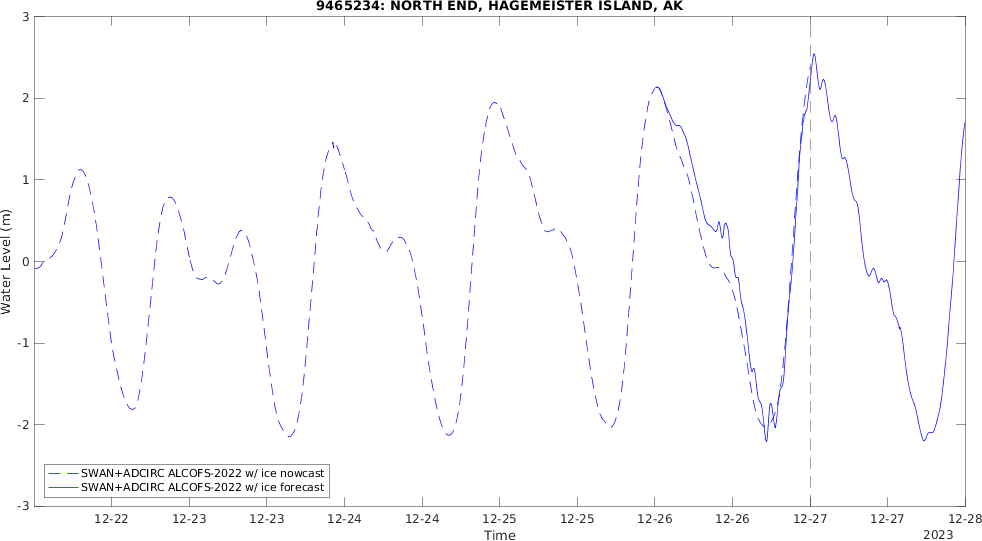 9465234: NORTH END, HAGEMEISTER ISLAND, AK
3
2
1
0
-1
-2
-3
Water Level (m)
SWAN+ADCIRC ALCOFS-2022 w/ ice nowcast
SWAN+ADCIRC ALCOFS-2022 w/ ice forecast
12-22 12-23 12-23 12-24 12-24 12-25 12-25 12-26 12-26 12-27 12-27 12-28
Time
2023